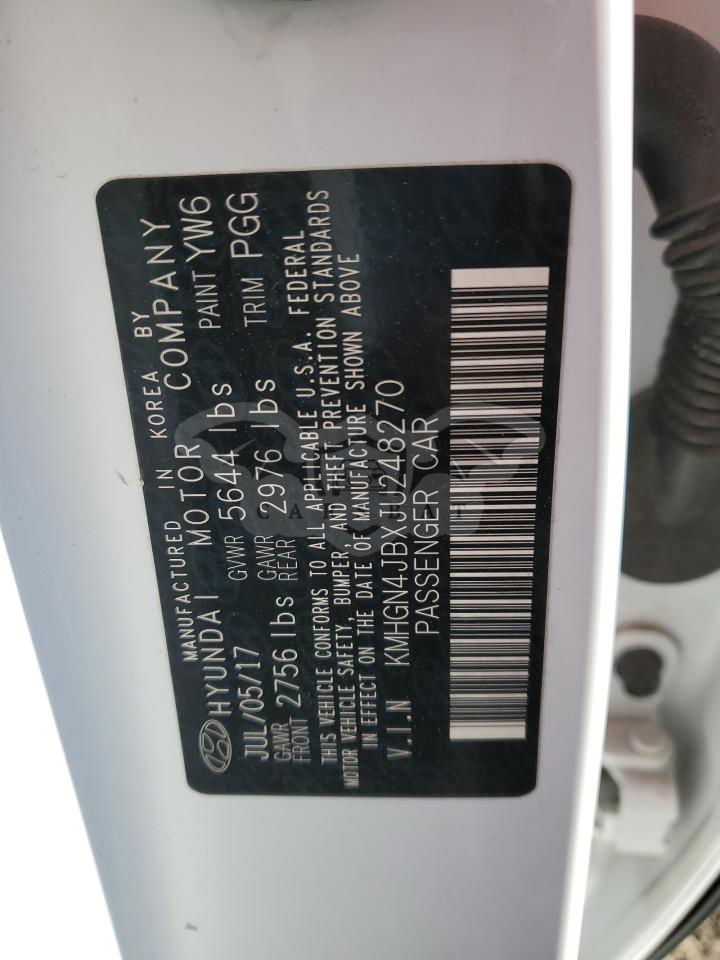 MANUFACTURED IN KOREA BY
HYUNDAI MOTOR COMPANY
JUL/05/17 GVWR 5644 lbs PAINT YW6
GAWR FRONT 2756 lbs GAWR REAR 2976 lbs TRIM PGG
THIS VEHICLE CONFORMS TO ALL APPLICABLE U.S.A. FEDERAL
MOTOR VEHICLE SAFETY, BUMPER, AND THEFT PREVENTION STANDARDS
IN EFFECT ON THE DATE OF MANUFACTURE SHOWN ABOVE
V.I.N KMHGN4JBXJU248270
PASSENGER CAR